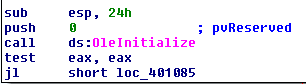 sub esp, 24h
push 0 ; pvReserved
call ds:OleInitialize
test eax, eax
jl short loc_401085